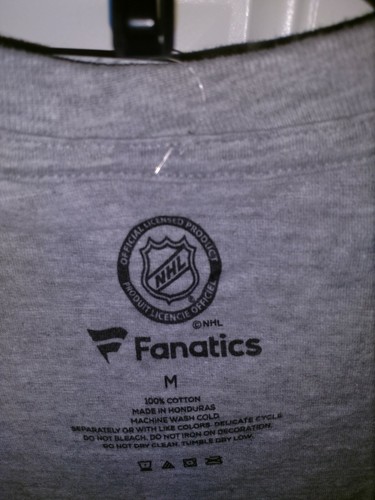 OFFICIAL LICENSED PRODUCT
NHL
PRODUIT LICENCIÉ OFFICIEL
©NHL
Fanatics
M
100% COTTON
MADE IN HONDURAS
MACHINE WASH COLD
SEPARATELY OR WITH LIKE COLORS. DELICATE CYCLE
DO NOT BLEACH. DO NOT IRON ON DECORATION.
DO NOT DRY CLEAN. TUMBLE DRY LOW.